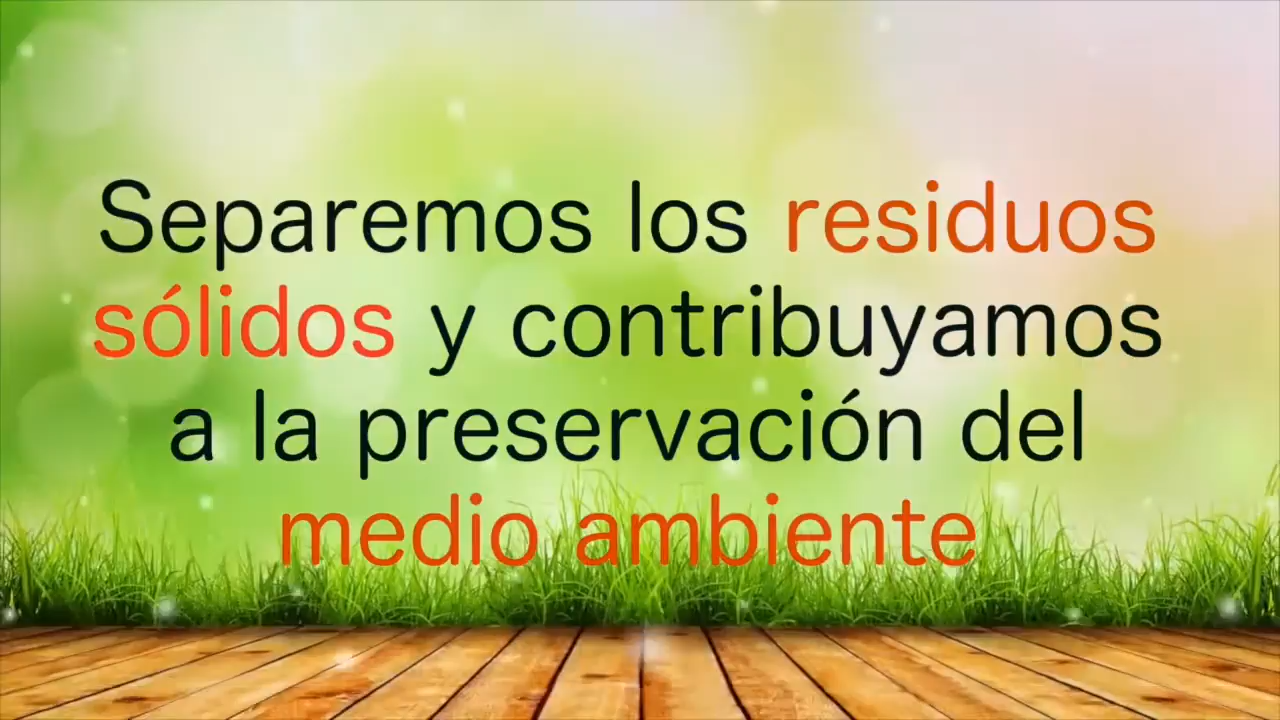 Separemos los residuos
sólidos y contribuyamos
a la preservación del
medio ambiente